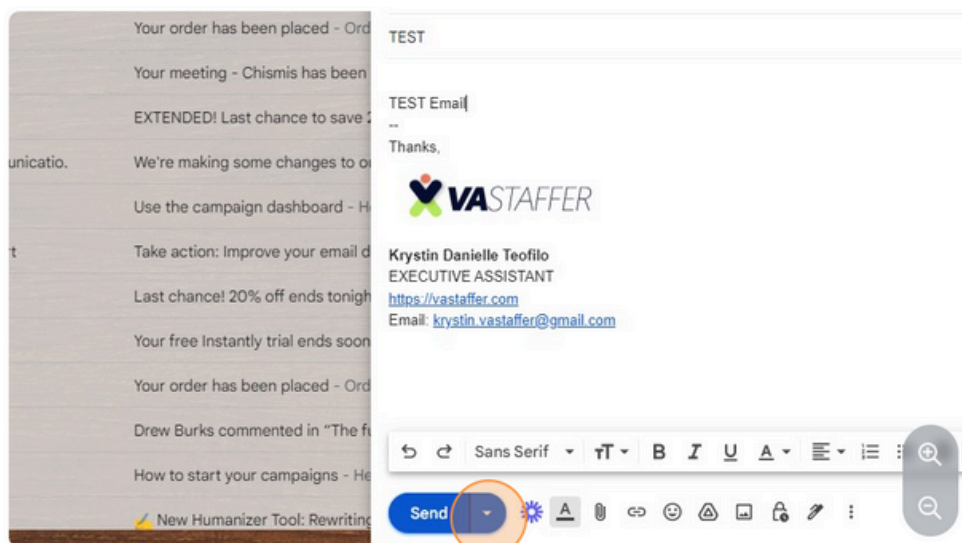 Your order has been placed - Ord
Your meeting - Chismis has been
EXTENDED! Last chance to save
unicatio.
We're making some changes to
Use the campaign dashboard - H
Take action: Improve your email d
Last chance! 20% off ends tonigh
Your free Instantly trial ends soon
Your order has been placed - Ord
Drew Burks commented in “The fu
How to start your campaigns - He
✍ New Humanizer Tool: Rewriting
TEST
TEST Email
--
Thanks,
VASTAFFER
Krystin Danielle Teofilo
EXECUTIVE ASSISTANT
https://vastaffer.com
Email: krystin.vastaffer@gmail.com
Sans Serif
B I U A
Send A